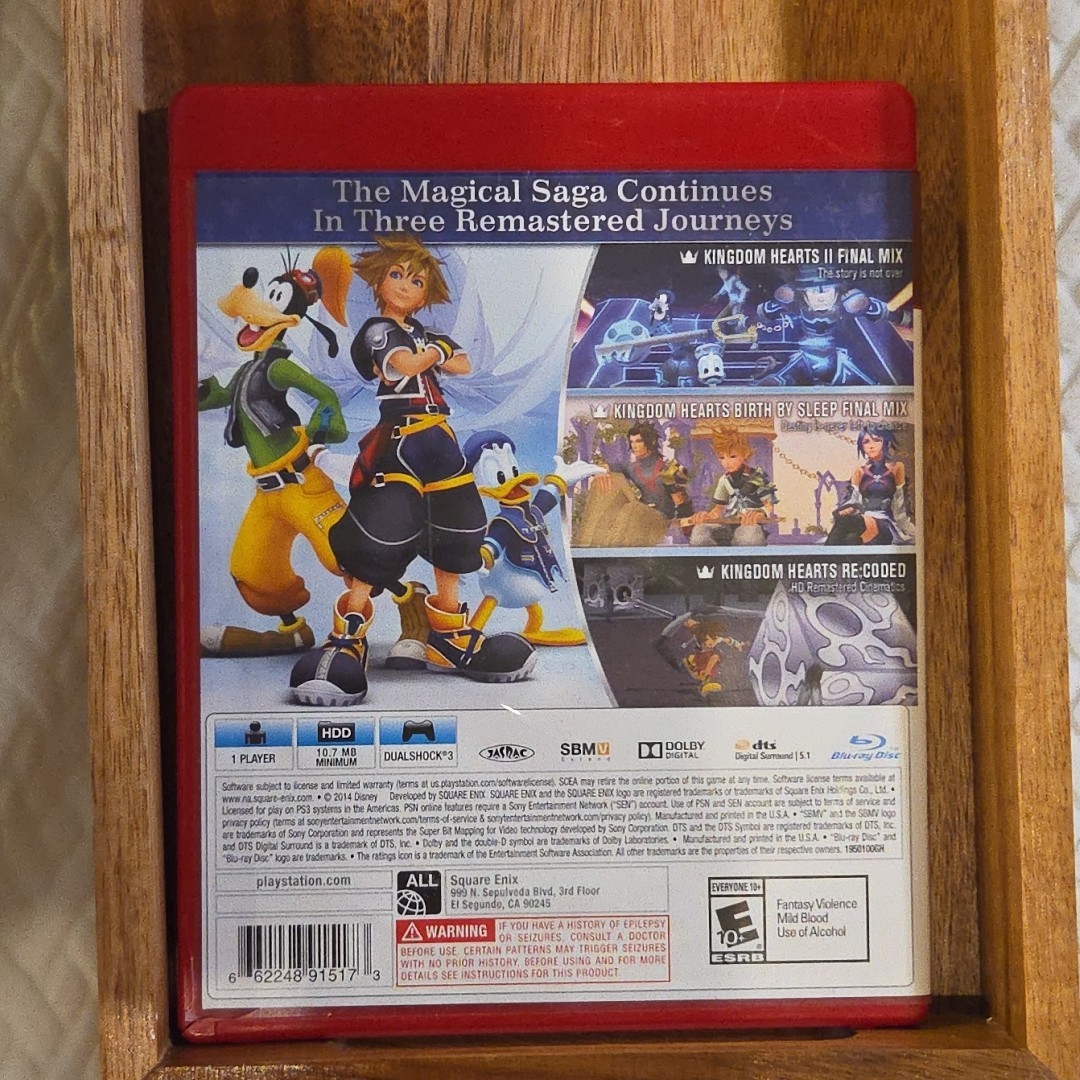 The Magical Saga Continues
In Three Remastered Journeys
KINGDOM HEARTS II FINAL MIX
The story is not over
KINGDOM HEARTS BIRTH BY SLEEP FINAL MIX
Destiny is never left to chance
KINGDOM HEARTS RE:CODED
HD Remastered Cinematics
1 PLAYER
HDD
10.7 MB
MINIMUM
DUALSHOCK®3
JASRAC
SBMV
Extend
DOLBY
DIGITAL
dts
Digital Surround | 5.1
Blu-ray Disc
Software subject to license and limited warranty (terms at us.playstation.com/softwarelicense). SCEA may retire the online portion of this game at any time. Software license terms available at
www.na.square-enix.com. • © 2014 Disney Developed by SQUARE ENIX. SQUARE ENIX and the SQUARE ENIX logo are registered trademarks or trademarks of Square Enix Holdings Co., Ltd. •
Licensed for play on PS3 systems in the Americas. PSN online features require a Sony Entertainment Network ("SEN") account. Use of PSN and SEN account are subject to terms of service and
privacy policy (terms at sonyentertainmentnetwork.com/terms-of-service & sonyentertainmentnetwork.com/privacy policy). Manufactured and printed in the U.S.A. • "SBMV" and the SBMV logo
are trademarks of Sony Corporation and represents the Super Bit Mapping for Video technology developed by Sony Corporation. DTS and the DTS Symbol are registered trademarks of DTS, Inc.
and DTS Digital Surround is a trademark of DTS, Inc. • Dolby and the double-D symbol are trademarks of Dolby Laboratories. • Manufactured and printed in the U.S.A. • "Blu-ray Disc" and
"Blu-ray Disc" logo are trademarks. • The ratings icon is a trademark of the Entertainment Software Association. All other trademarks are the properties of their respective owners. 1950100GH
playstation.com
ALL
Square Enix
999 N. Sepulveda Blvd, 3rd Floor
El Segundo, CA 90245
WARNING IF YOU HAVE A HISTORY OF EPILEPSY
OR SEIZURES, CONSULT A DOCTOR
BEFORE USE. CERTAIN PATTERNS MAY TRIGGER SEIZURES
WITH NO PRIOR HISTORY. BEFORE USING AND FOR MORE
DETAILS SEE INSTRUCTIONS FOR THIS PRODUCT.
6 62248 91517 3
EVERYONE 10+
E
10+
ESRB
Fantasy Violence
Mild Blood
Use of Alcohol